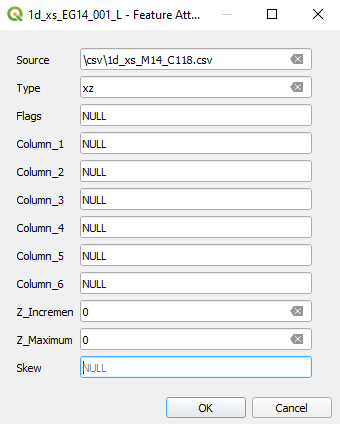 1d_xs_EG14_001_L - Feature Att...
Source \csv\1d_xs_M14_C118.csv
Type xz
Flags NULL
Column_1 NULL
Column_2 NULL
Column_3 NULL
Column_4 NULL
Column_5 NULL
Column_6 NULL
Z_Incremen 0
Z_Maximum 0
Skew NULL
OK Cancel